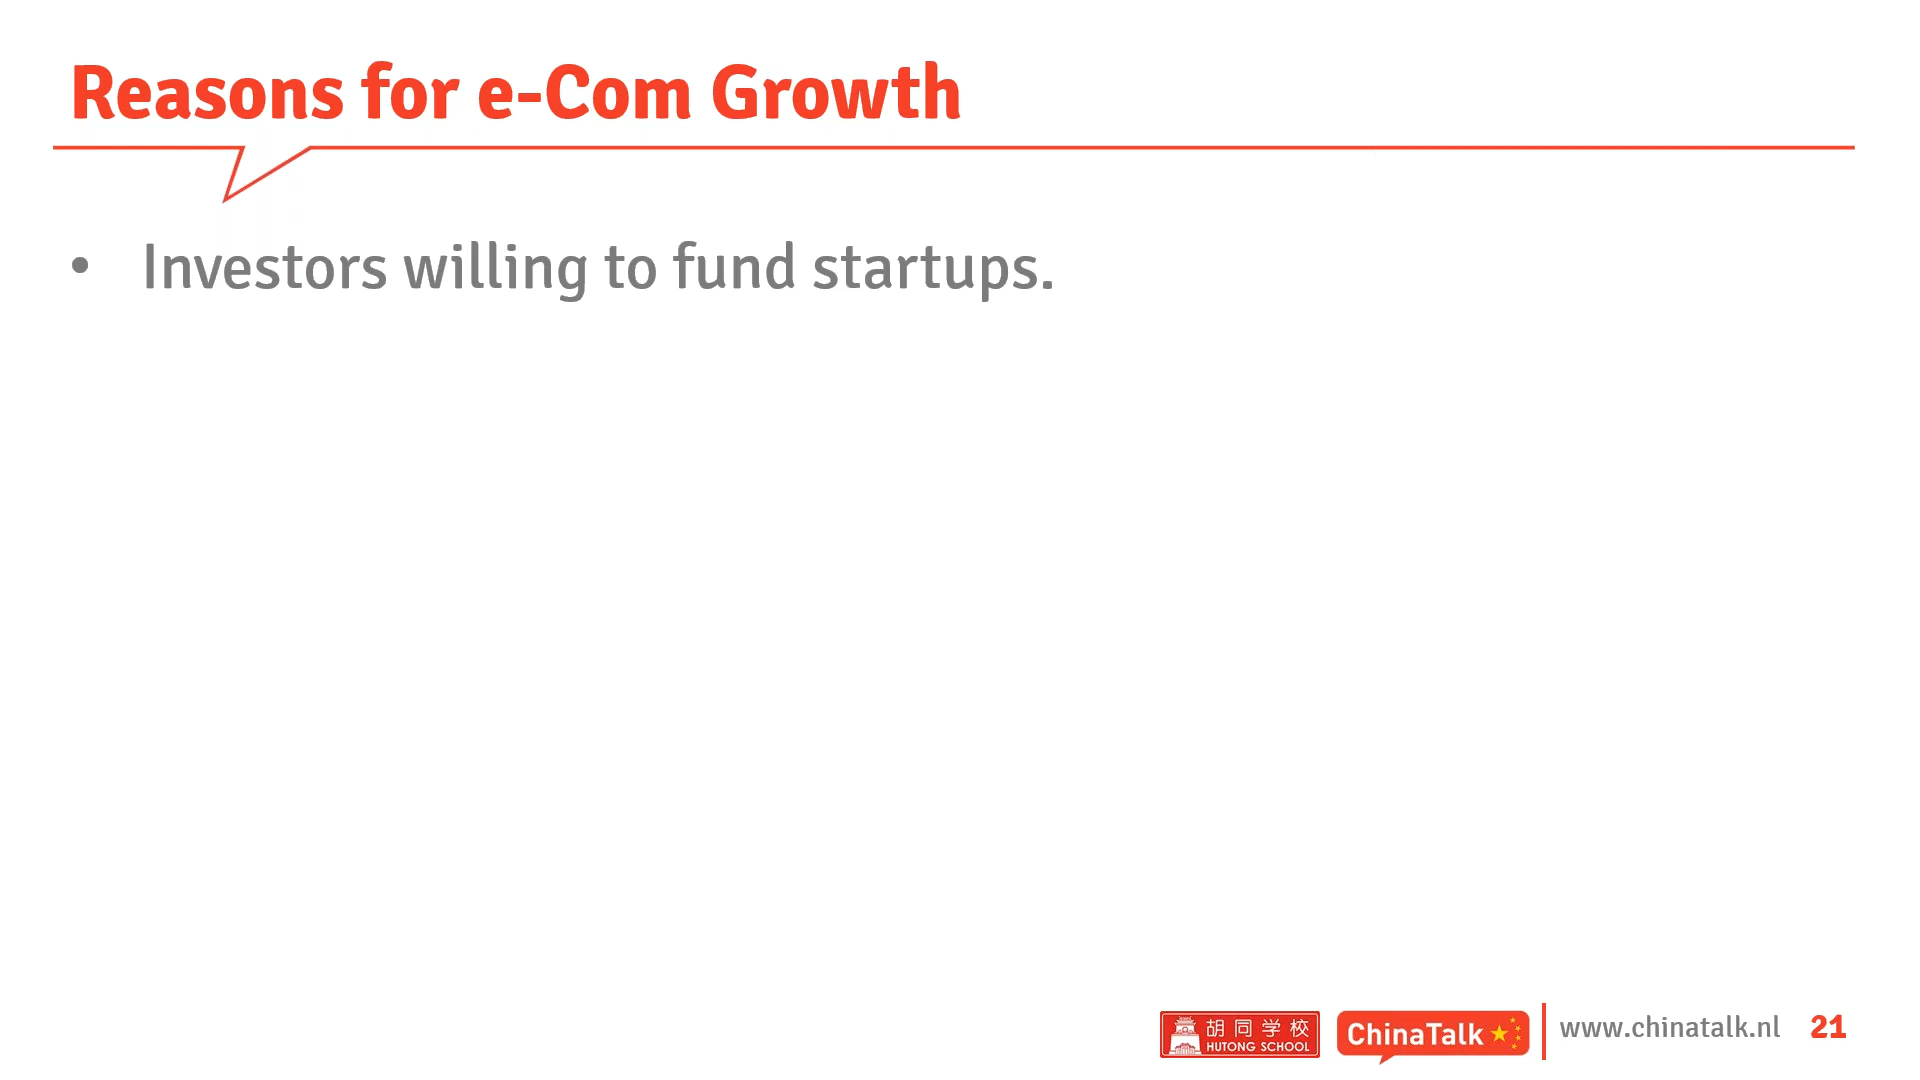 Reasons for e-Com Growth
• Investors willing to fund startups.
胡同学校
HUTONG SCHOOL
ChinaTalk
www.chinatalk.nl
21